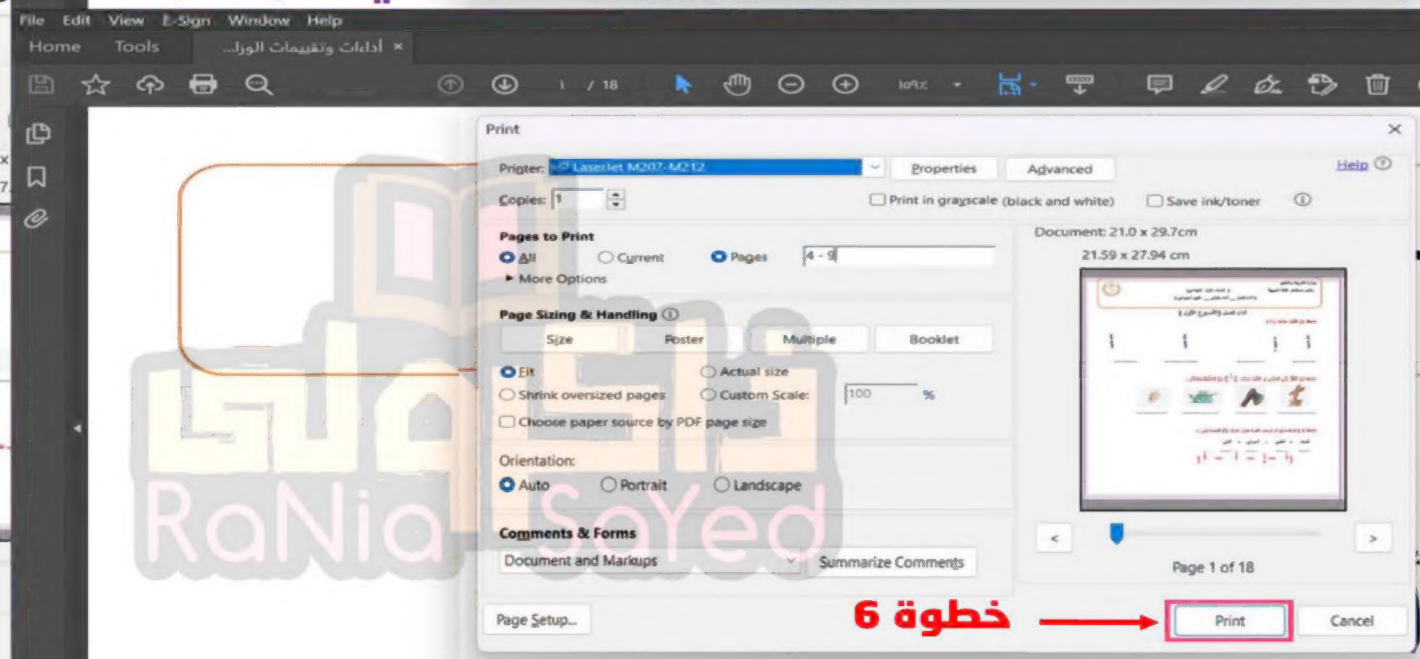 File Edit View E-Sign Window Help
Home Tools أداءات وتقييمات الوزا... ×
1 / 18 109%
Print
Printer: LaserJet M207-M212 Properties Advanced Help
Copies: 1 Print in grayscale (black and white) Save ink/toner
Pages to Print
All Current Pages 4 - 9
More Options
Page Sizing & Handling
Size Poster Multiple Booklet
Fit Actual size
Shrink oversized pages Custom Scale: 100 %
Choose paper source by PDF page size
Orientation:
Auto Portrait Landscape
Comments & Forms
Document and Markups Summarize Comments
Page Setup...
Document: 21.0 x 29.7cm
21.59 x 27.94 cm
< >
Page 1 of 18
خطوة 6
Print Cancel
ذاكرولي
RaNia SaYed